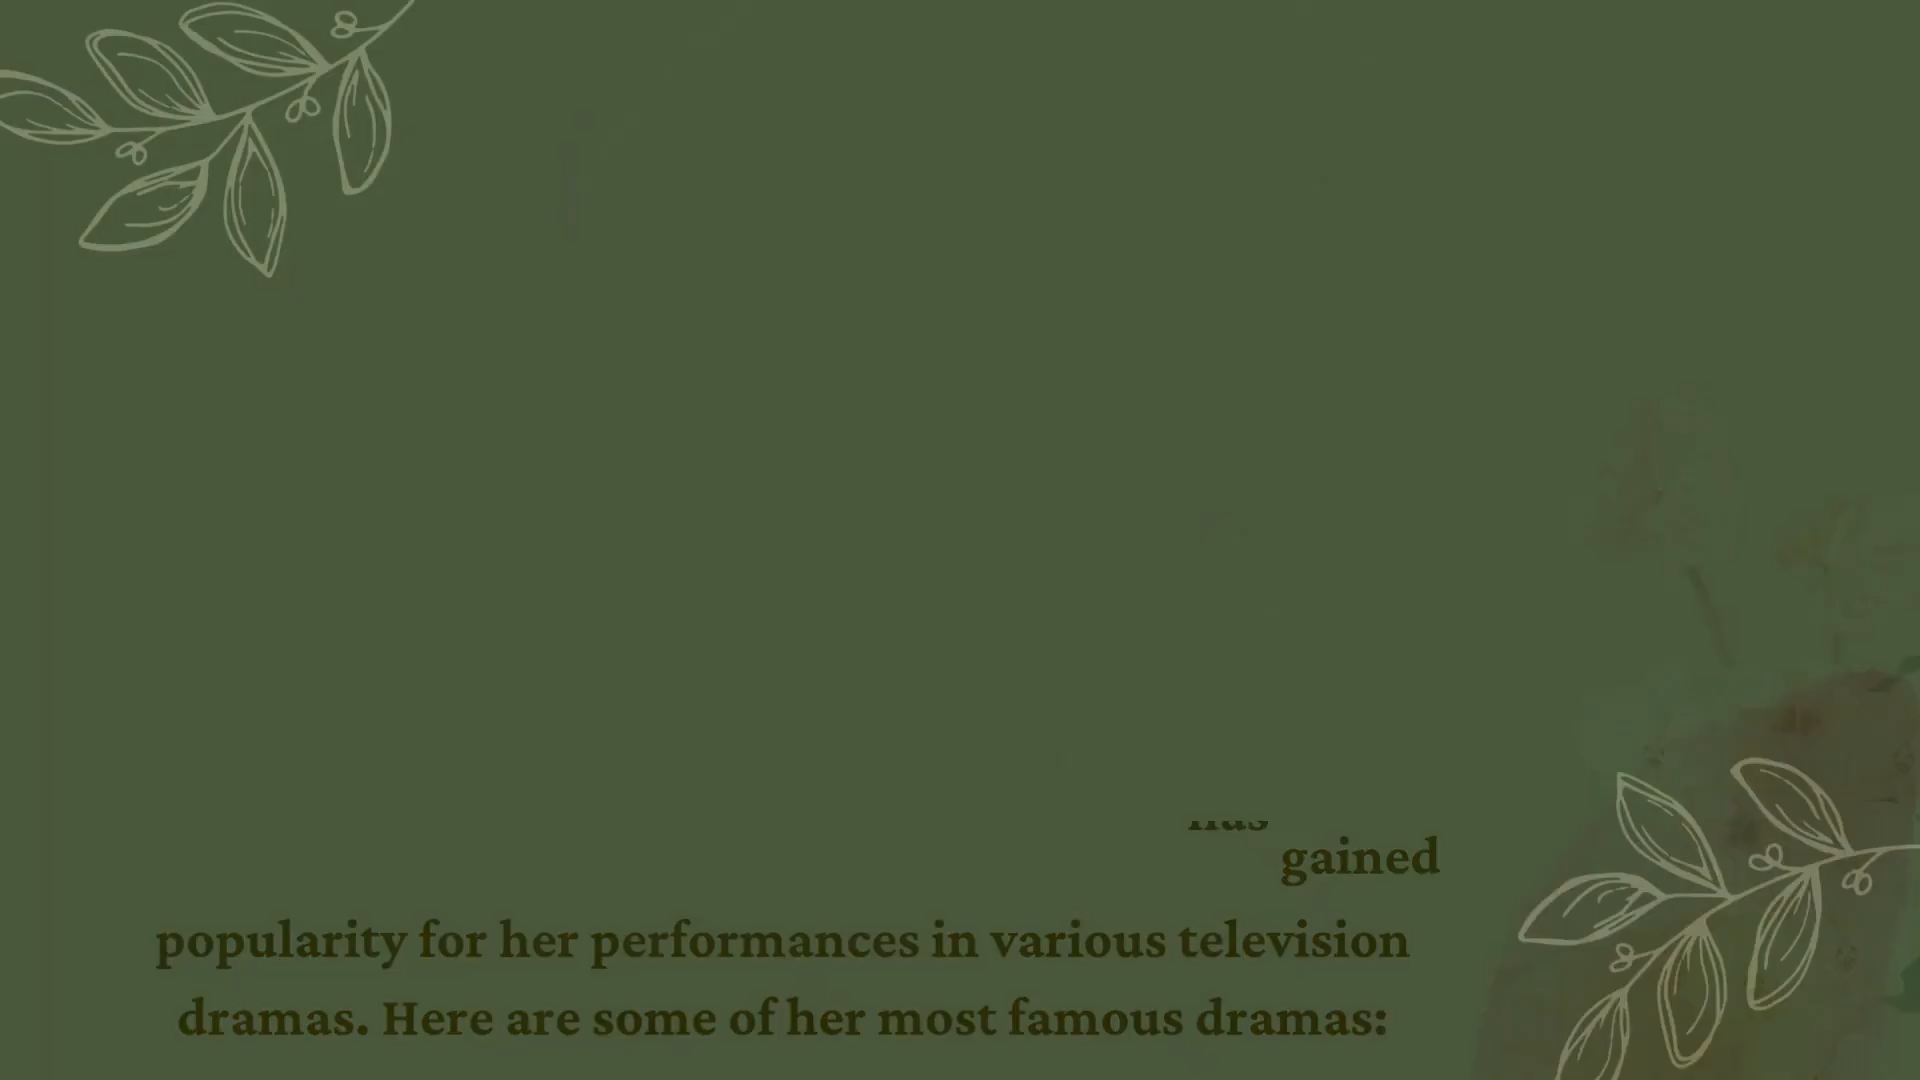 gained
popularity for her performances in various television
dramas. Here are some of her most famous dramas: